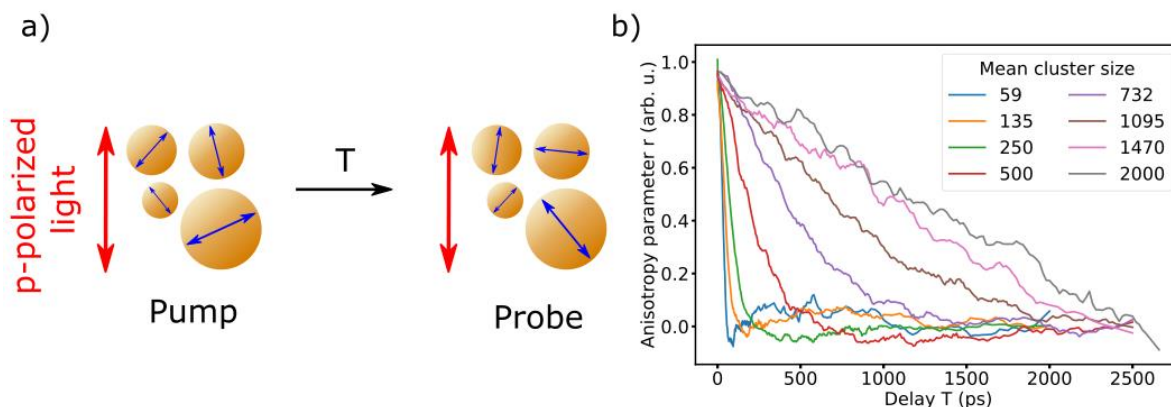 a)
p-polarized
light
T
Pump
Probe
b)
Anisotropy parameter r (arb. u.)
1.0
0.8
0.6
0.4
0.2
0.0
Mean cluster size
59 732
135 1095
250 1470
500 2000
0 500 1000 1500 2000 2500
Delay T (ps)